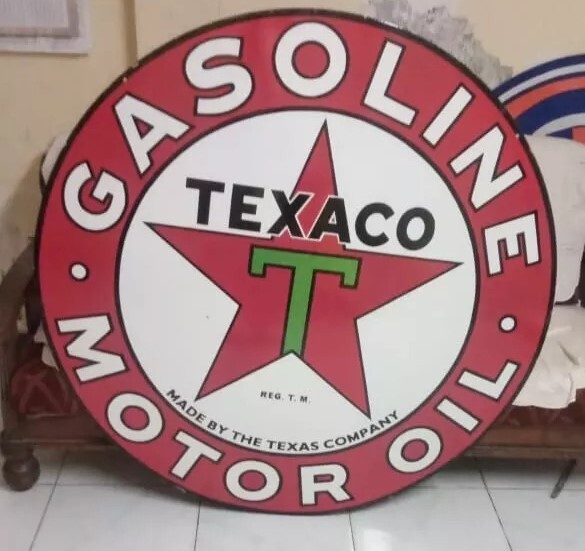 GASOLINE
TEXACO
T
REG. T. M.
MADE BY THE TEXAS COMPANY
• MOTOR OIL •